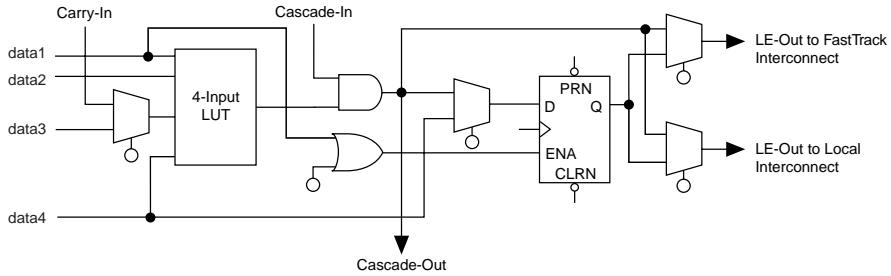 Carry-In
Cascade-In
data1
data2
data3
data4
4-Input
LUT
PRN
D
Q
ENA
CLRN
LE-Out to FastTrack
Interconnect
LE-Out to Local
Interconnect
Cascade-Out